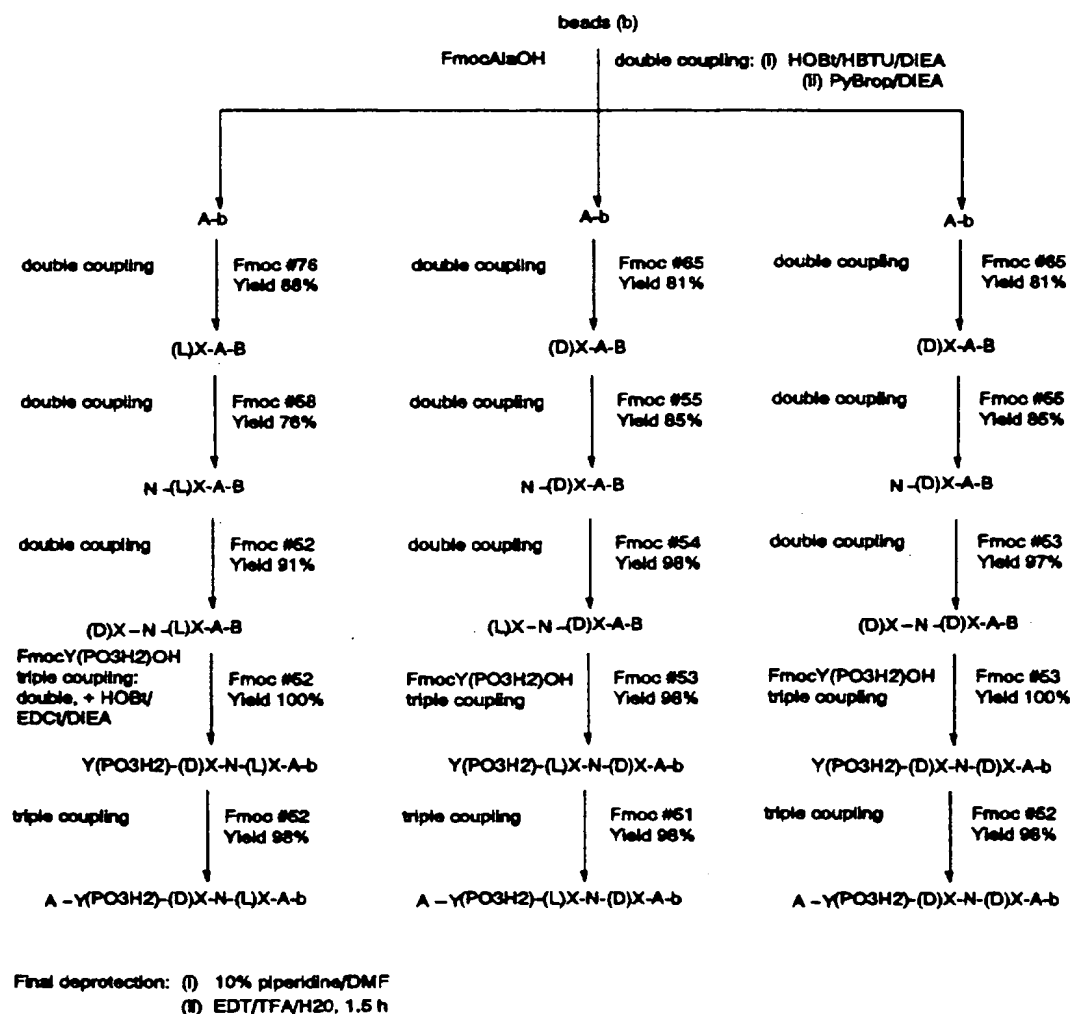 beads (b)
FmocAlaOH
double coupling: (i) HOBt/HBTU/DIEA
(ii) PyBrop/DIEA
A-b
A-b
A-b
double coupling
Fmoc #76
Yield 88%
double coupling
Fmoc #65
Yield 81%
double coupling
Fmoc #65
Yield 81%
(L)X-A-B
(D)X-A-B
(D)X-A-B
double coupling
Fmoc #68
Yield 76%
double coupling
Fmoc #55
Yield 85%
double coupling
Fmoc #55
Yield 85%
N -(L)X-A-B
N -(D)X-A-B
N -(D)X-A-B
double coupling
Fmoc #52
Yield 91%
double coupling
Fmoc #54
Yield 98%
double coupling
Fmoc #53
Yield 97%
(D)X – N -(L)X-A-B
(L)X – N -(D)X-A-B
(D)X – N -(D)X-A-B
FmocY(PO3H2)OH
triple coupling:
double, + HOBt/
EDCt/DIEA
Fmoc #52
Yield 100%
FmocY(PO3H2)OH
triple coupling
Fmoc #53
Yield 98%
FmocY(PO3H2)OH
triple coupling
Fmoc #53
Yield 100%
Y(PO3H2)-(D)X-N-(L)X-A-b
Y(PO3H2)-(L)X-N-(D)X-A-b
Y(PO3H2)-(D)X-N-(D)X-A-b
triple coupling
Fmoc #52
Yield 98%
triple coupling
Fmoc #51
Yield 96%
triple coupling
Fmoc #52
Yield 98%
A –Y(PO3H2)-(D)X-N-(L)X-A-b
A –Y(PO3H2)-(L)X-N-(D)X-A-b
A –Y(PO3H2)-(D)X-N-(D)X-A-b
Final deprotection: (i) 10% piperidine/DMF
(ii) EDT/TFA/H20, 1.5 h